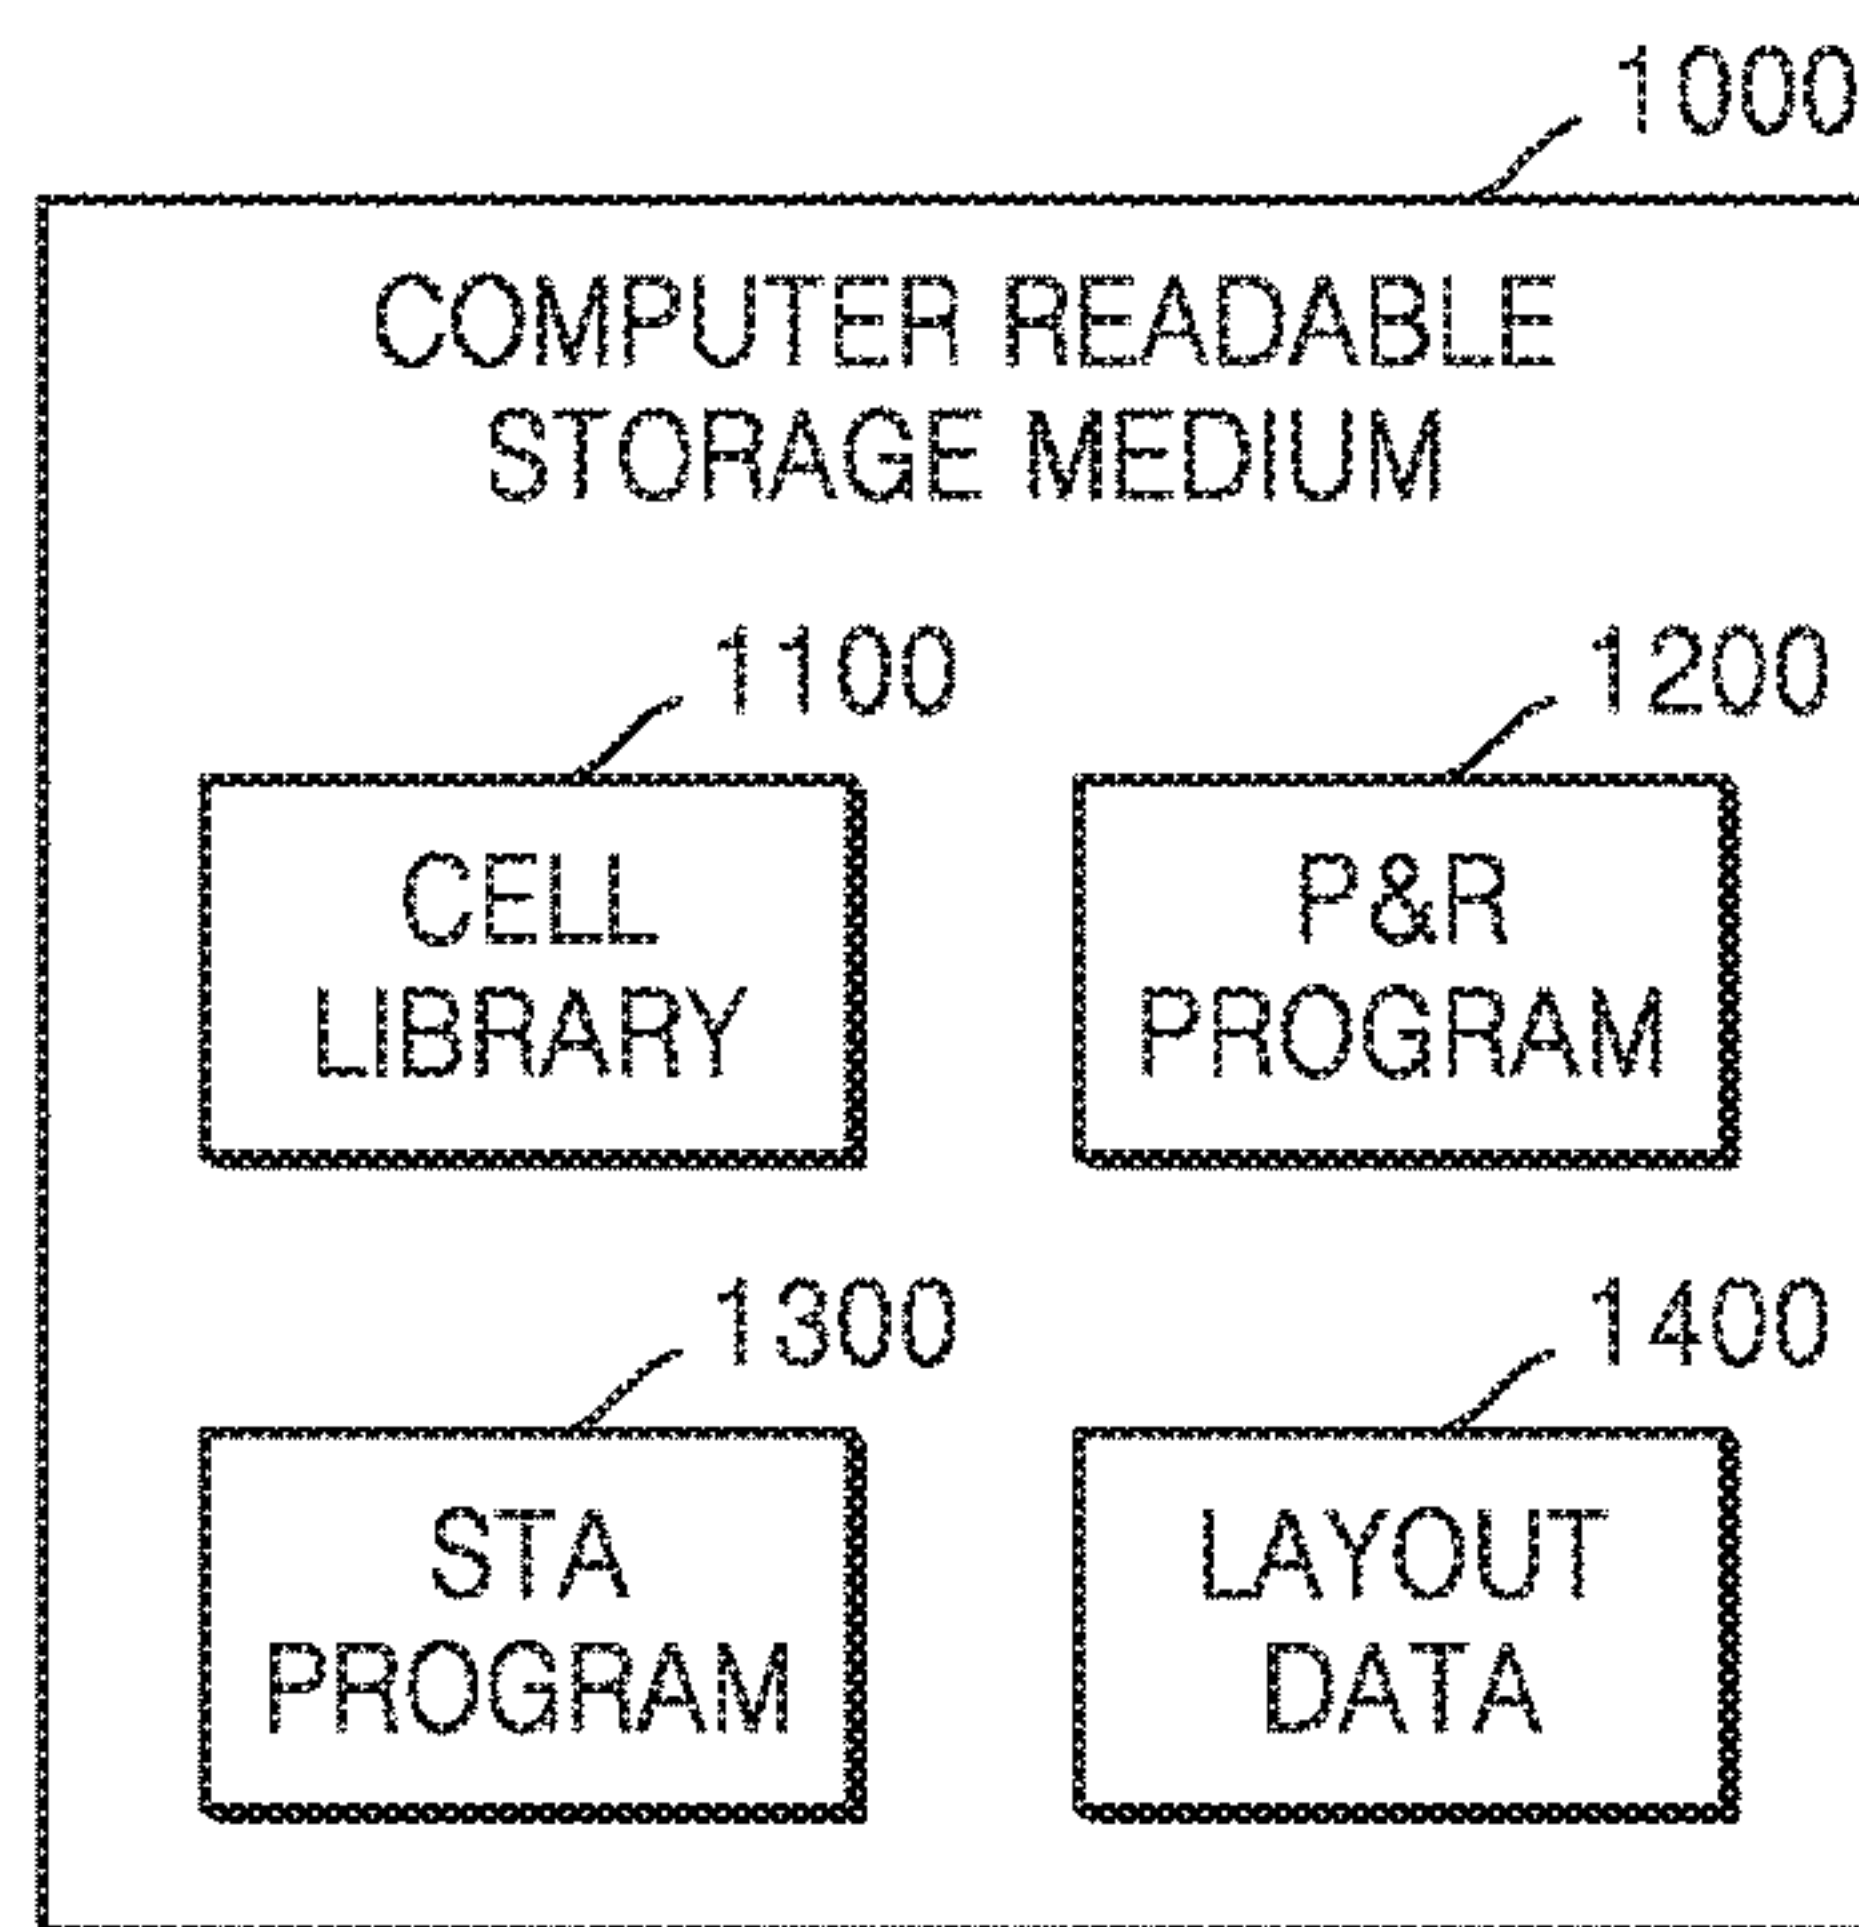 1000
COMPUTER READABLE
STORAGE MEDIUM
1100
1200
CELL
LIBRARY
P&R
PROGRAM
1300
1400
STA
PROGRAM
LAYOUT
DATA